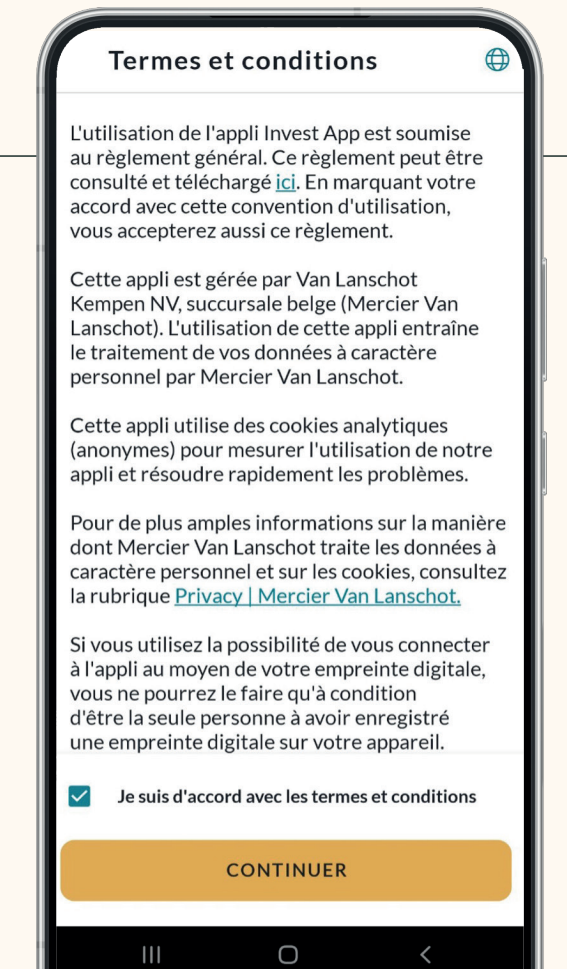 Termes et conditions
L'utilisation de l'appli Invest App est soumise
au règlement général. Ce règlement peut être
consulté et téléchargé ici. En marquant votre
accord avec cette convention d'utilisation,
vous accepterez aussi ce règlement.
Cette appli est gérée par Van Lanschot
Kempen NV, succursale belge (Mercier Van
Lanschot). L'utilisation de cette appli entraîne
le traitement de vos données à caractère
personnel par Mercier Van Lanschot.
Cette appli utilise des cookies analytiques
(anonymes) pour mesurer l'utilisation de notre
appli et résoudre rapidement les problèmes.
Pour de plus amples informations sur la manière
dont Mercier Van Lanschot traite les données à
caractère personnel et sur les cookies, consultez
la rubrique Privacy | Mercier Van Lanschot.
Si vous utilisez la possibilité de vous connecter
à l'appli au moyen de votre empreinte digitale,
vous ne pourrez le faire qu'à condition
d'être la seule personne à avoir enregistré
une empreinte digitale sur votre appareil.
Je suis d'accord avec les termes et conditions
CONTINUER